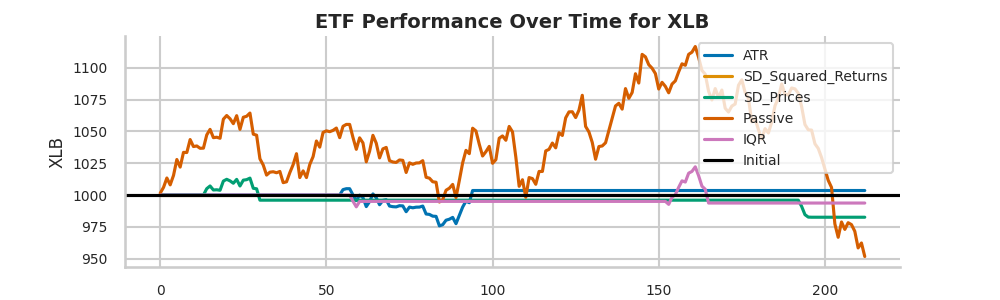 ETF Performance Over Time for XLB
XLB
1100
1075
1050
1025
1000
975
950
0
50
100
150
200
ATR
SD_Squared_Returns
SD_Prices
Passive
IQR
Initial